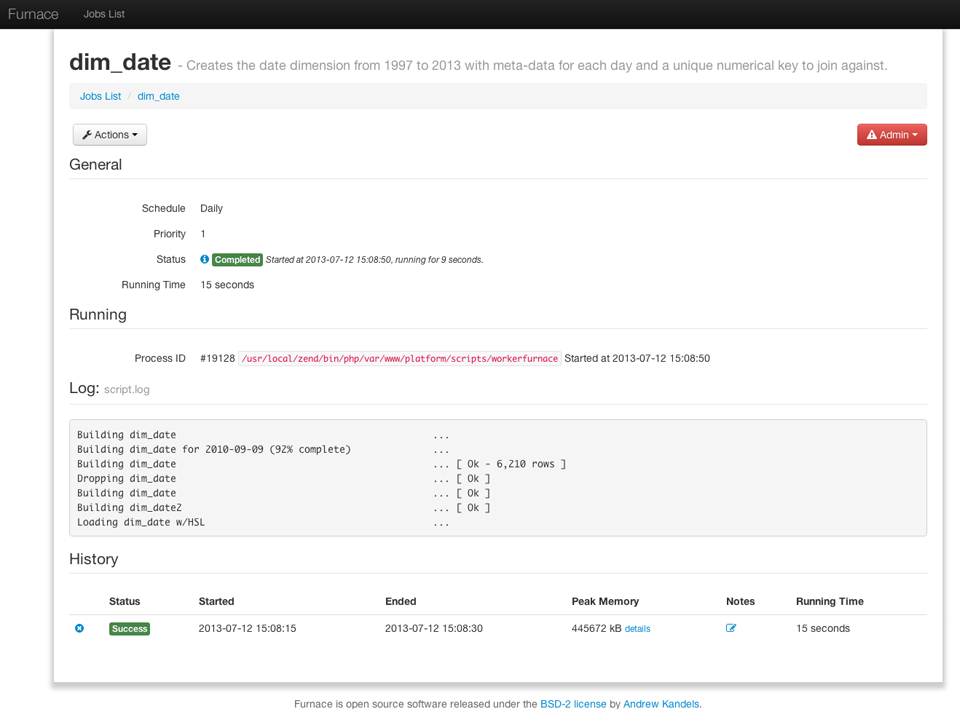 Furnace Jobs List
dim_date - Creates the date dimension from 1997 to 2013 with meta-data for each day and a unique numerical key to join against.
Jobs List / dim_date
Actions Admin
General
Schedule Daily
Priority 1
Status Completed Started at 2013-07-12 15:08:50, running for 9 seconds.
Running Time 15 seconds
Running
Process ID #19128 /usr/local/zend/bin/php/var/www/platform/scripts/workerfurnace Started at 2013-07-12 15:08:50
Log: script.log
Building dim_date ...
Building dim_date for 2010-09-09 (92% complete) ...
Building dim_date ... [ Ok - 6,210 rows ]
Dropping dim_date ... [ Ok ]
Building dim_date ... [ Ok ]
Building dim_date2 ... [ Ok ]
Loading dim_date w/HSL ...
History
Status Started Ended Peak Memory Notes Running Time
Success 2013-07-12 15:08:15 2013-07-12 15:08:30 445672 kB details 15 seconds
Furnace is open source software released under the BSD-2 license by Andrew Kandels.